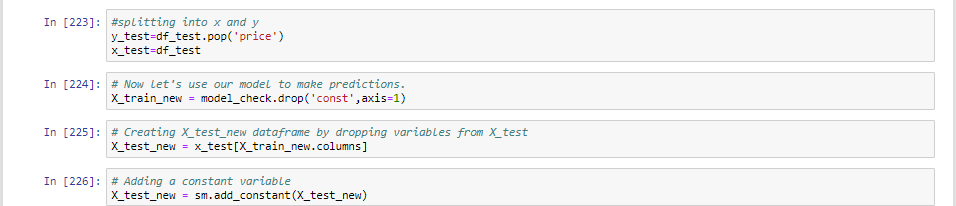 In [223]: #splitting into x and y
y_test=df_test.pop('price')
x_test=df_test
In [224]: # Now let's use our model to make predictions.
X_train_new = model_check.drop('const',axis=1)
In [225]: # Creating X_test_new dataframe by dropping variables from X_test
X_test_new = x_test[X_train_new.columns]
In [226]: # Adding a constant variable
X_test_new = sm.add_constant(X_test_new)